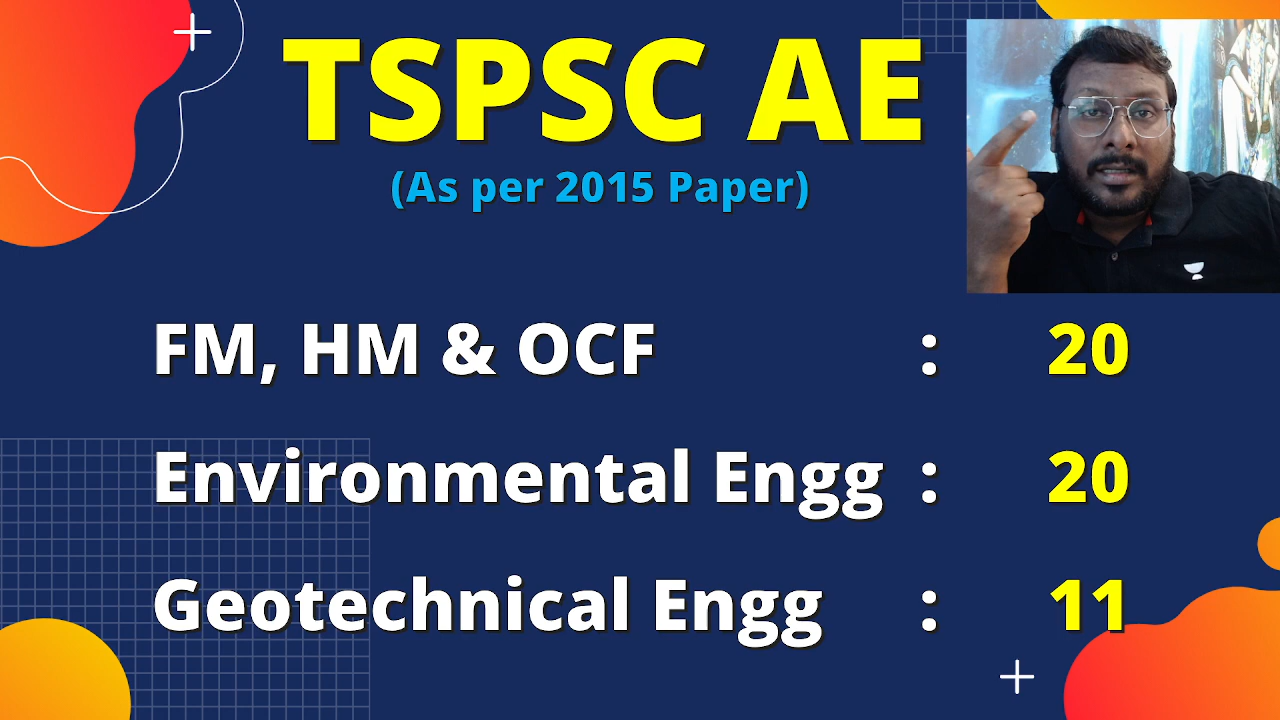 TSPSC AE
(As per 2015 Paper)
FM, HM & OCF : 20
Environmental Engg : 20
Geotechnical Engg : 11